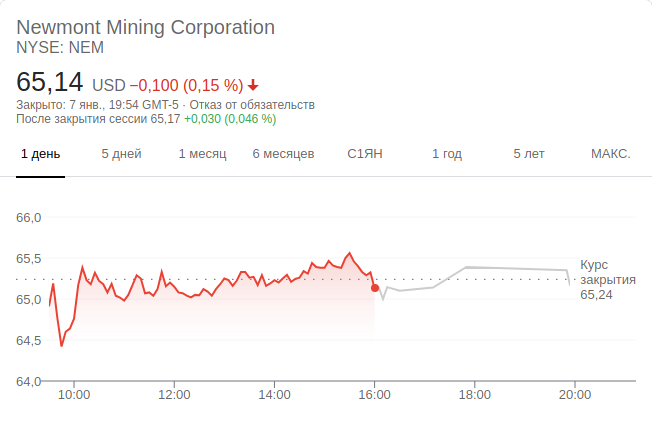 Newmont Mining Corporation
NYSE: NEM
65,14 USD −0,100 (0,15 %)
Закрыто: 7 янв., 19:54 GMT-5 · Отказ от обязательств
После закрытия сессии 65,17 +0,030 (0,046 %)
1 день 5 дней 1 месяц 6 месяцев С1ЯН 1 год 5 лет МАКС.
66,0
65,5
65,0
64,5
64,0
Курс
закрытия
65,24
10:00 12:00 14:00 16:00 18:00 20:00